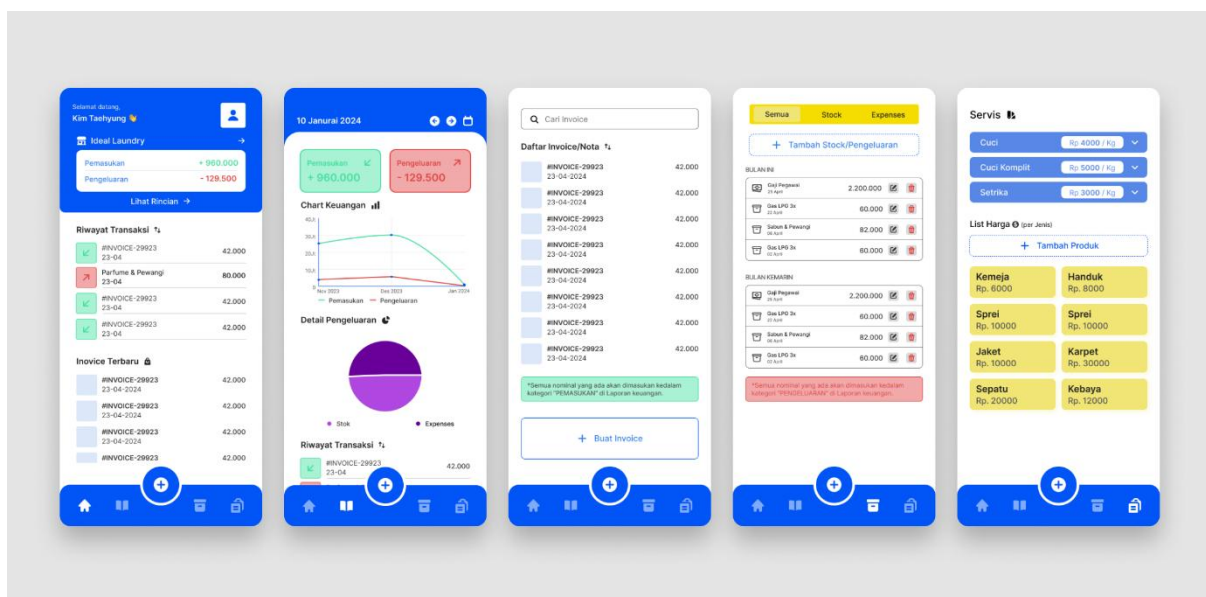 Selamat datang,
Kim Taehyung 👋
Ideal Laundry →
Pemasukan + 960.000
Pengeluaran - 129.500
Lihat Rincian →
Riwayat Transaksi ↑↓
#INVOICE-29923
23-04
42.000
Parfume & Pewangi
23-04
80.000
#INVOICE-29923
23-04
42.000
#INVOICE-29923
23-04
42.000
Inovice Terbaru
#INVOICE-29923
23-04-2024
42.000
#INVOICE-29923
23-04-2024
42.000
#INVOICE-29923
23-04-2024
42.000
#INVOICE-29923
42.000
10 Janurai 2024
Pemasukan
+ 960.000
Pengeluaran
- 129.500
Chart Keuangan
Nov 2023 Des 2023 Jan 2024
Pemasukan Pengeluaran
Detail Pengeluaran
Stok Expenses
Riwayat Transaksi ↑↓
#INVOICE-29923
23-04
42.000
Cari Invoice
Daftar Invoice/Nota ↑↓
#INVOICE-29923
23-04-2024
42.000
#INVOICE-29923
23-04-2024
42.000
#INVOICE-29923
23-04-2024
42.000
#INVOICE-29923
23-04-2024
42.000
#INVOICE-29923
23-04-2024
42.000
#INVOICE-29923
23-04-2024
42.000
#INVOICE-29923
23-04-2024
42.000
#INVOICE-29923
23-04-2024
42.000
*Semua nominal yang ada akan dimasukan kedalam
kategori "PEMASUKAN" di Laporan keuangan.
+ Buat Invoice
Semua Stock Expenses
+ Tambah Stock/Pengeluaran
BULAN INI
Gaji Pegawai
2.200.000
Gas LPG 3x
60.000
Sabun & Pewangi
82.000
Gas LPG 3x
60.000
BULAN KEMARIN
Gaji Pegawai
2.200.000
Gas LPG 3x
60.000
Sabun & Pewangi
82.000
Gas LPG 3x
60.000
*Semua nominal yang ada akan dimasukan kedalam
kategori "PENGELUARAN" di Laporan keuangan.
Servis
Cuci Rp 4000 / Kg
Cuci Komplit Rp 5000 / Kg
Setrika Rp 3000 / Kg
List Harga (per Jenis)
+ Tambah Produk
Kemeja
Rp. 6000
Handuk
Rp. 8000
Sprei
Rp. 10000
Sprei
Rp. 10000
Jaket
Rp. 10000
Karpet
Rp. 30000
Sepatu
Rp. 20000
Kebaya
Rp. 12000